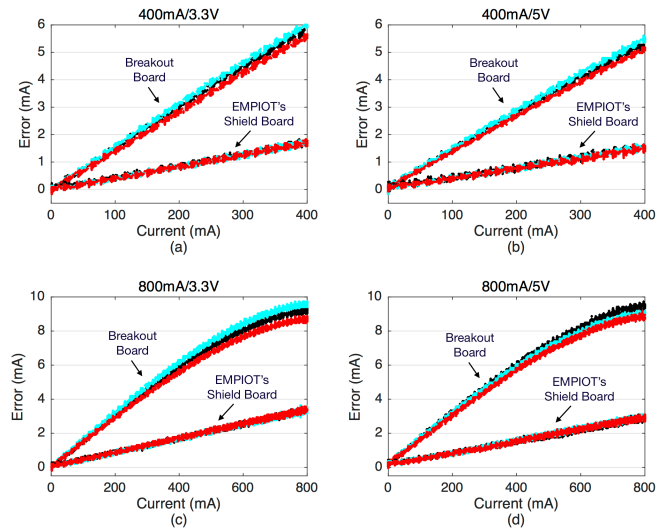 400mA/3.3V
Error (mA)
6
5
4
3
2
1
0
Breakout
Board
EMPIOT's
Shield Board
0 100 200 300 400
Current (mA)
(a)
400mA/5V
Error (mA)
6
5
4
3
2
1
0
Breakout
Board
EMPIOT's
Shield Board
0 100 200 300 400
Current (mA)
(b)
800mA/3.3V
Error (mA)
10
8
6
4
2
0
Breakout
Board
EMPIOT's
Shield Board
0 200 400 600 800
Current (mA)
(c)
800mA/5V
Error (mA)
10
8
6
4
2
0
Breakout
Board
EMPIOT's
Shield Board
0 200 400 600 800
Current (mA)
(d)